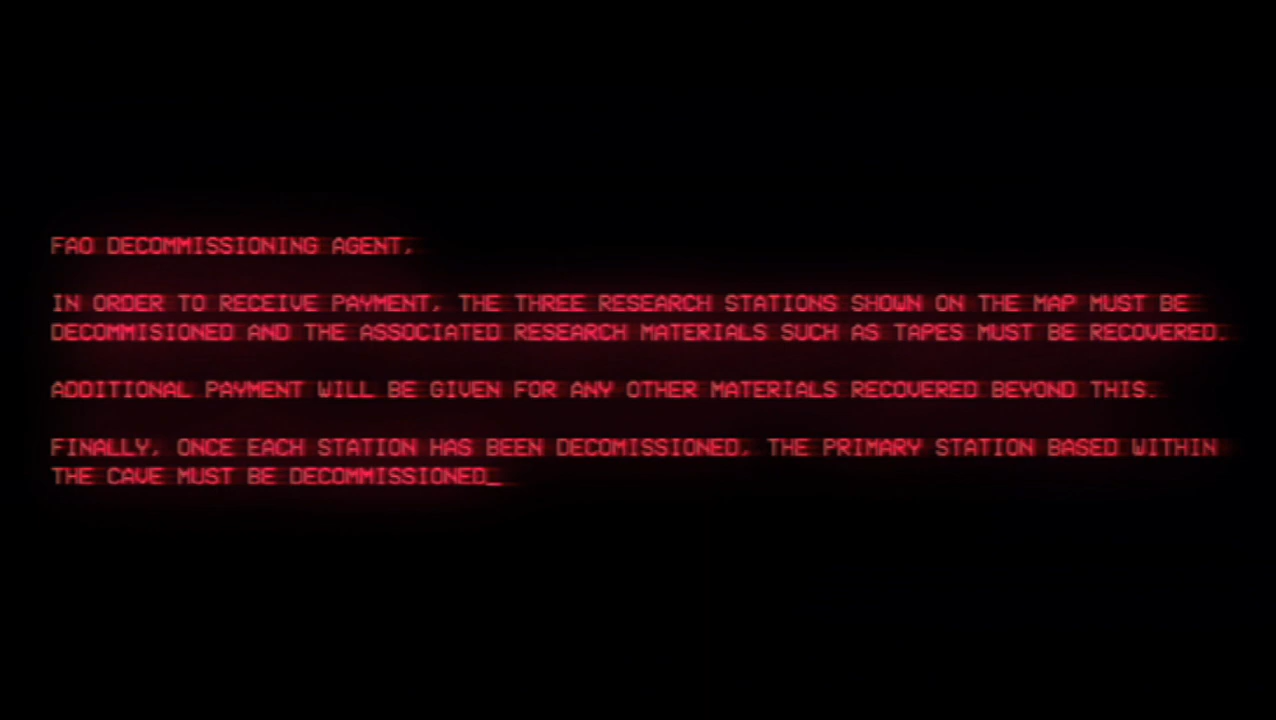 FAO DECOMMISSIONING AGENT,
IN ORDER TO RECEIVE PAYMENT, THE THREE RESEARCH STATIONS SHOWN ON THE MAP MUST BE
DECOMMISIONED AND THE ASSOCIATED RESEARCH MATERIALS SUCH AS TAPES MUST BE RECOVERED.
ADDITIONAL PAYMENT WILL BE GIVEN FOR ANY OTHER MATERIALS RECOVERED BEYOND THIS.
FINALLY, ONCE EACH STATION HAS BEEN DECOMISSIONED, THE PRIMARY STATION BASED WITHIN
THE CAVE MUST BE DECOMMISSIONED_